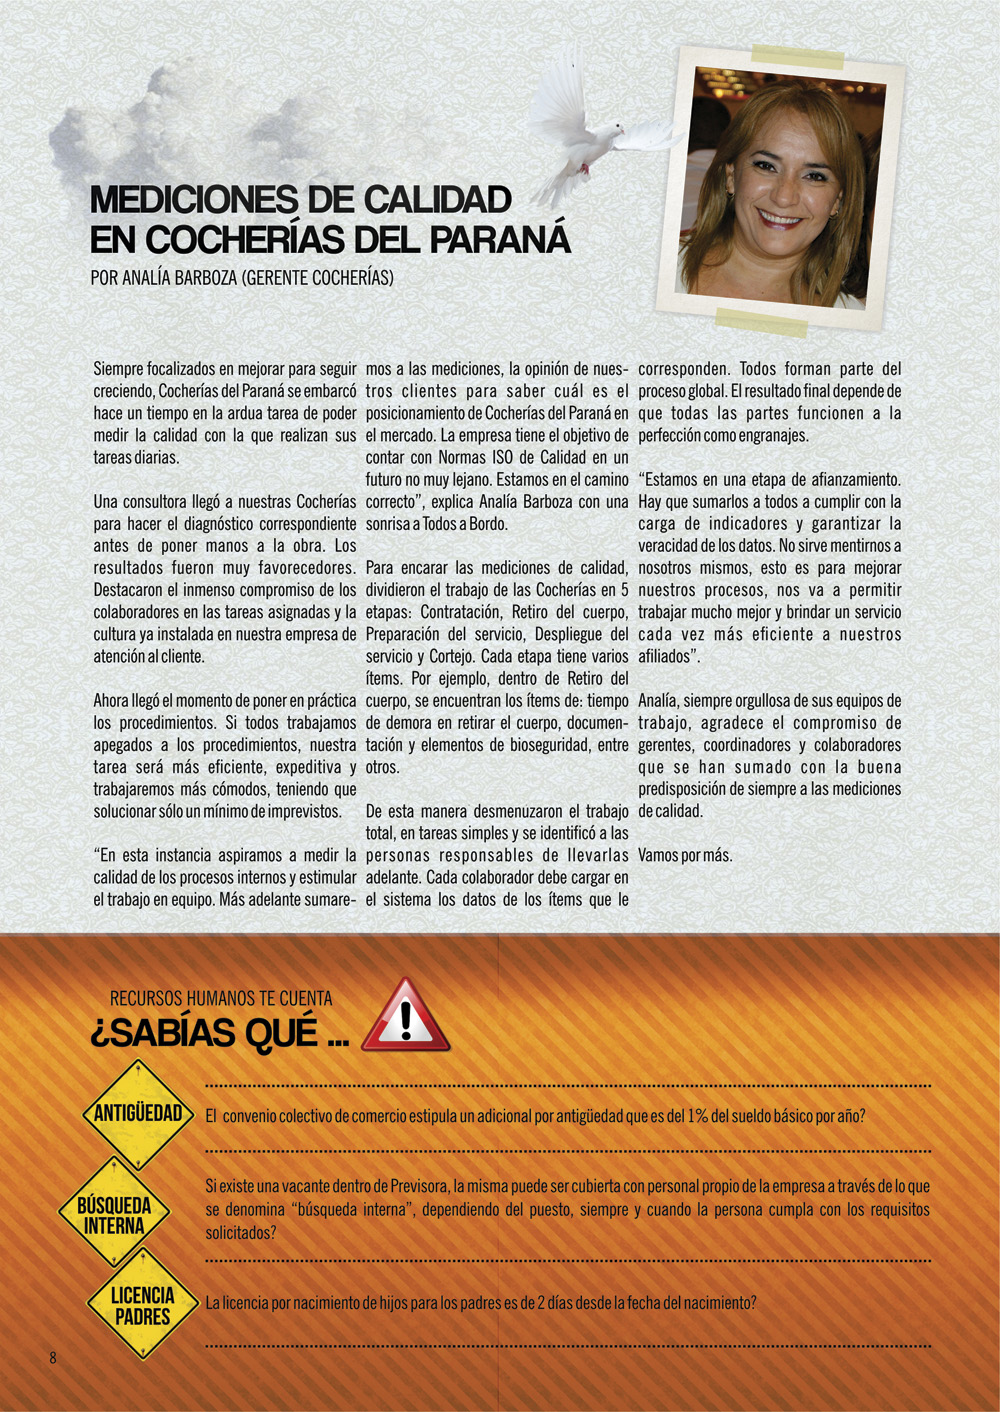 MEDICIONES DE CALIDAD
EN COCHERÍAS DEL PARANÁ
POR ANALÍA BARBOZA (GERENTE COCHERÍAS)
Siempre focalizados en mejorar para seguir
creciendo, Cocherías del Paraná se embarcó
hace un tiempo en la ardua tarea de poder
medir la calidad con la que realizan sus
tareas diarias.
Una consultora llegó a nuestras Cocherías
para hacer el diagnóstico correspondiente
antes de poner manos a la obra. Los
resultados fueron muy favorecedores.
Destacaron el inmenso compromiso de los
colaboradores en las tareas asignadas y la
cultura ya instalada en nuestra empresa de
atención al cliente.
Ahora llegó el momento de poner en práctica
los procedimientos. Si todos trabajamos
apegados a los procedimientos, nuestra
tarea será más eficiente, expeditiva y
trabajaremos más cómodos, teniendo que
solucionar sólo un mínimo de imprevistos.
“En esta instancia aspiramos a medir la
calidad de los procesos internos y estimular
el trabajo en equipo. Más adelante sumare-
mos a las mediciones, la opinión de nues-
tros clientes para saber cuál es el
posicionamiento de Cocherías del Paraná en
el mercado. La empresa tiene el objetivo de
contar con Normas ISO de Calidad en un
futuro no muy lejano. Estamos en el camino
correcto”, explica Analía Barboza con una
sonrisa a Todos a Bordo.
Para encarar las mediciones de calidad,
dividieron el trabajo de las Cocherías en 5
etapas: Contratación, Retiro del cuerpo,
Preparación del servicio, Despliegue del
servicio y Cortejo. Cada etapa tiene varios
ítems. Por ejemplo, dentro de Retiro del
cuerpo, se encuentran los ítems de: tiempo
de demora en retirar el cuerpo, documen-
tación y elementos de bioseguridad, entre
otros.
De esta manera desmenuzaron el trabajo
total, en tareas simples y se identificó a las
personas responsables de llevarlas
adelante. Cada colaborador debe cargar en
el sistema los datos de los ítems que le
corresponden. Todos forman parte del
proceso global. El resultado final depende de
que todas las partes funcionen a la
perfección como engranajes.
“Estamos en una etapa de afianzamiento.
Hay que sumarlos a todos a cumplir con la
carga de indicadores y garantizar la
veracidad de los datos. No sirve mentirnos a
nosotros mismos, esto es para mejorar
nuestros procesos, nos va a permitir
trabajar mucho mejor y brindar un servicio
cada vez más eficiente a nuestros
afiliados”.
Analía, siempre orgullosa de sus equipos de
trabajo, agradece el compromiso de
gerentes, coordinadores y colaboradores
que se han sumado con la buena
predisposición de siempre a las mediciones
de calidad.
Vamos por más.
RECURSOS HUMANOS TE CUENTA
¿SABÍAS QUÉ ...
!
ANTIGÜEDAD
El convenio colectivo de comercio estipula un adicional por antigüedad que es del 1% del sueldo básico por año?
BÚSQUEDA
INTERNA
Si existe una vacante dentro de Previsora, la misma puede ser cubierta con personal propio de la empresa a través de lo que
se denomina “búsqueda interna”, dependiendo del puesto, siempre y cuando la persona cumpla con los requisitos
solicitados?
LICENCIA
PADRES
La licencia por nacimiento de hijos para los padres es de 2 días desde la fecha del nacimiento?
8